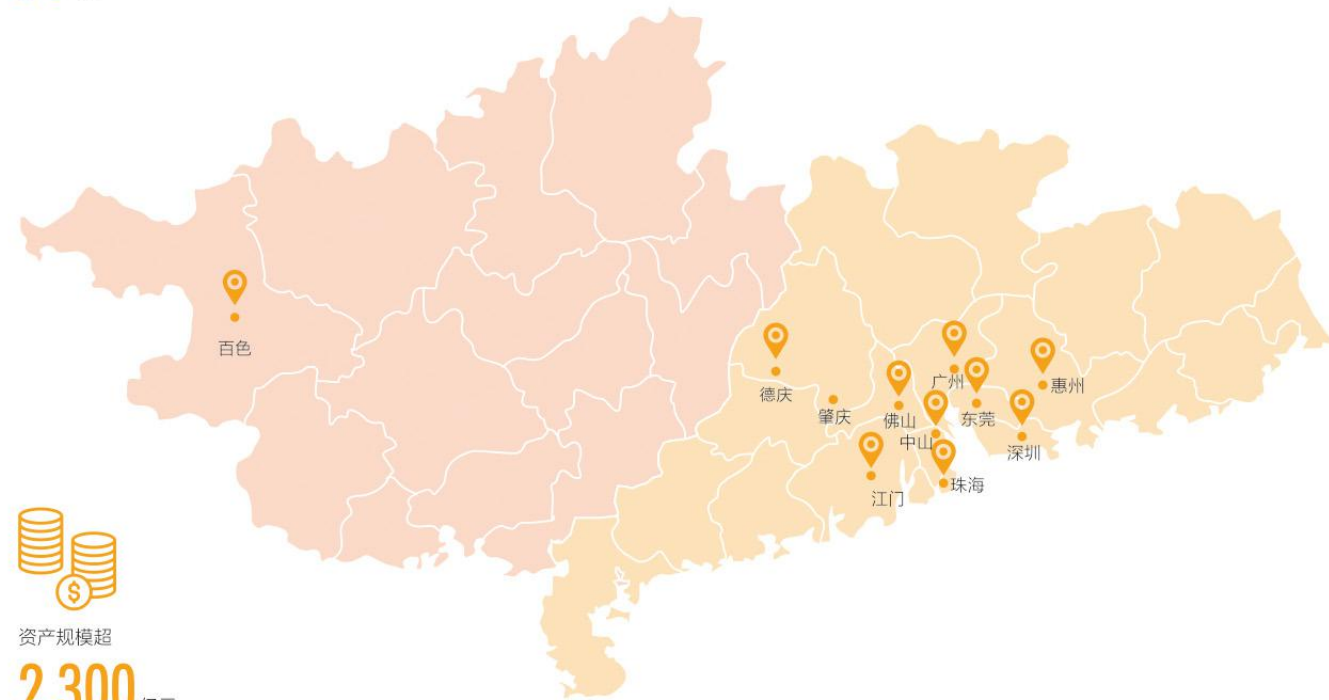 百色
德庆
肇庆
佛山
广州
中山
东莞
惠州
深圳
江门
珠海
$
资产规模超
2,300